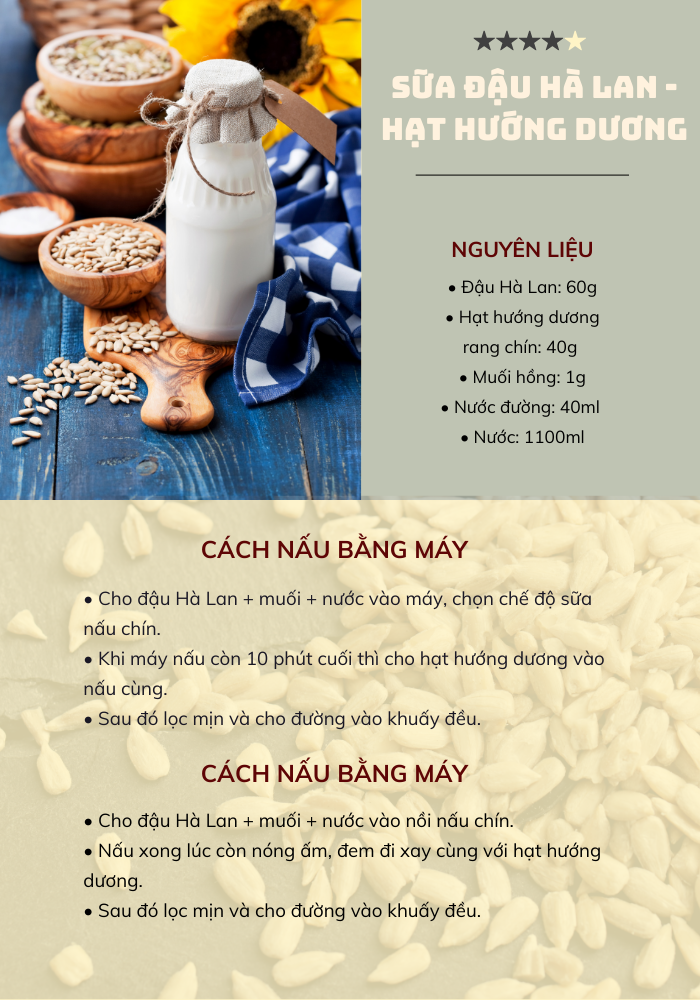 SỮA ĐẬU HÀ LAN -
HẠT HƯỚNG DƯƠNG
NGUYÊN LIỆU
• Đậu Hà Lan: 60g
• Hạt hướng dương
rang chín: 40g
• Muối hồng: 1g
• Nước đường: 40ml
• Nước: 1100ml
CÁCH NẤU BẰNG MÁY
• Cho đậu Hà Lan + muối + nước vào máy, chọn chế độ sữa
nấu chín.
• Khi máy nấu còn 10 phút cuối thì cho hạt hướng dương vào
nấu cùng.
• Sau đó lọc mịn và cho đường vào khuấy đều.
CÁCH NẤU BẰNG MÁY
• Cho đậu Hà Lan + muối + nước vào nồi nấu chín.
• Nấu xong lúc còn nóng ấm, đem đi xay cùng với hạt hướng
dương.
• Sau đó lọc mịn và cho đường vào khuấy đều.